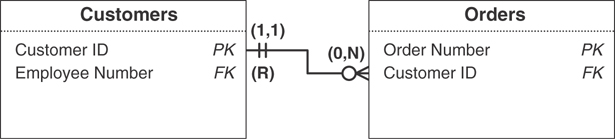 Customers
Customer ID PK
Employee Number FK
(1,1)
(R)
(0,N)
Orders
Order Number PK
Customer ID FK